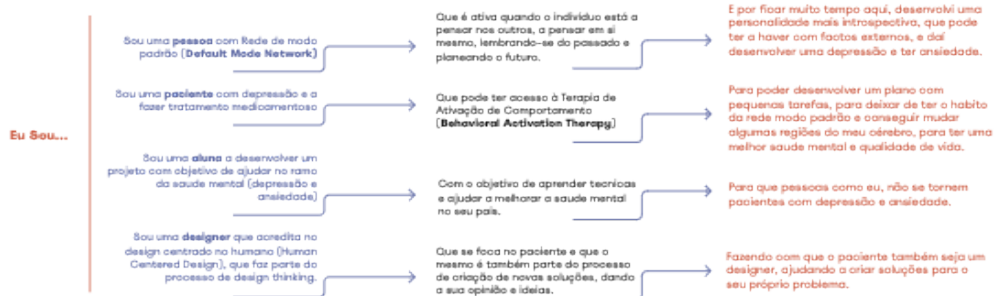 Eu Sou...
Sou uma pessoa com Rede de modo
padrão (Default Mode Network)
Que é ativa quando o individuo está a
pensar nos outros, a pensar em si
mesmo, lembrando-se do passado e
planeando o futuro.
E por ficar muito tempo aqui, desenvolvi uma
personalidade mais introspectiva, que pode
ter a haver com factos externos, e daí
desenvolver uma depressão e ter ansiedade.
Sou uma paciente com depressão e a
fazer tratamento medicamentoso
Que pode ter acesso à Terapia de
Ativação de Comportamento
(Behavioral Activation Therapy)
Para poder desenvolver um plano com
pequenas tarefas, para deixar de ter o habito
da rede modo padrão e conseguir mudar
algumas regiões do meu cérebro, para ter uma
melhor saude mental e qualidade de vida.
Sou uma aluna a desenvolver um
projeto com objetivo de ajudar no ramo
da saude mental (depressão e
ansiedade)
Com o objetivo de aprender tecnicas
e ajudar a melhorar a saude mental
no seu país.
Para que pessoas como eu, não se tornem
pacientes com depressão e ansiedade.
Sou uma designer que acredita no
design centrado no humano (Human
Centered Design), que faz parte do
processo de design thinking.
Que se foca no paciente e que o
mesmo é também parte do processo
de criação de novas soluções, dando
a sua opinião e ideias.
Fazendo com que o paciente também seja um
designer, ajudando a criar soluções para o
seu próprio problema.